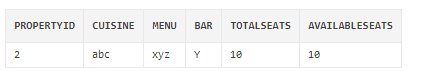 PROPERTYID CUISINE MENU BAR TOTALSEATS AVAILABLESEATS
2 abc xyz Y 10 10